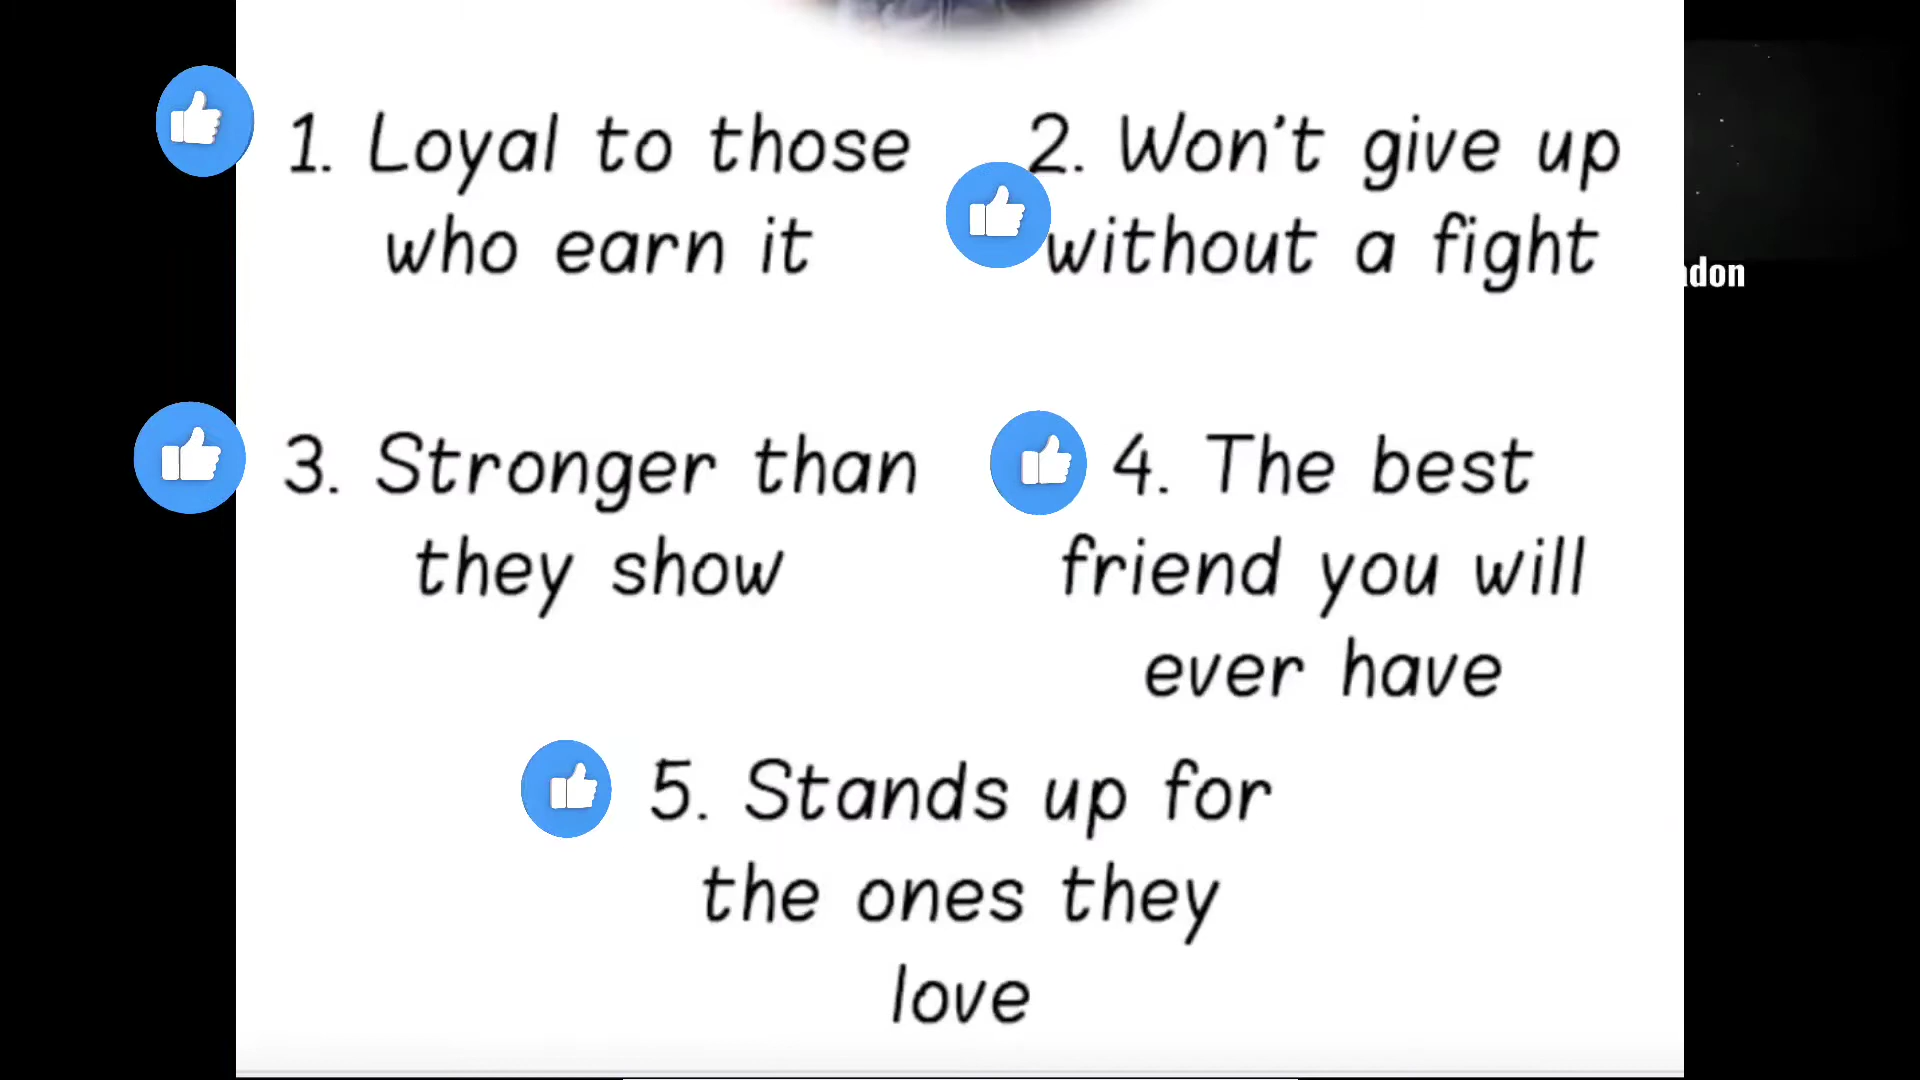 1. Loyal to those
who earn it
2. Won't give up
without a fight
3. Stronger than
they show
4. The best
friend you will
ever have
5. Stands up for
the ones they
love